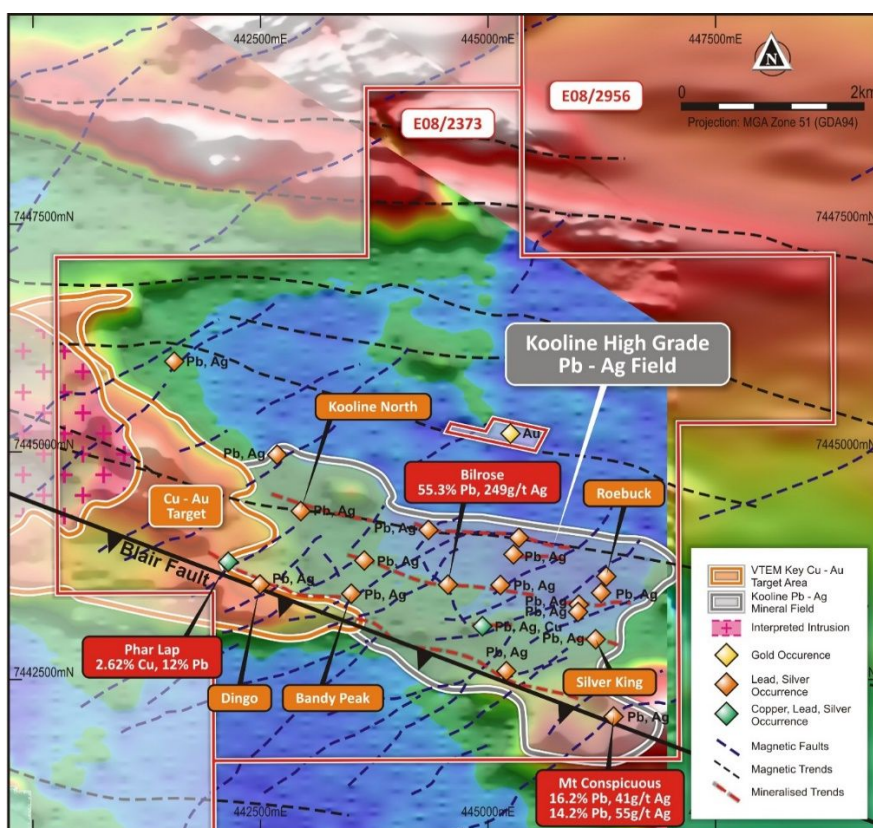 442500mE
445000mE
447500mE
N
0
2km
Projection: MGA Zone 51 (GDA94)
E08/2373
E08/2956
7447500mN
7447500mN
Kooline High Grade
Pb - Ag Field
Pb, Ag
Kooline North
Au
7445000mN
7445000mN
Pb, Ag
Bilrose
55.3% Pb, 249g/t Ag
Roebuck
Cu - Au
Target
Pb, Ag
Pb, Ag
Pb, Ag
Blair Fault
Pb, Ag
Pb, Ag
Pb, Ag
Pb, Ag
Pb, Ag
Pb, Ag
Pb, Ag
Pb, Ag, Cu
Pb, Ag
Phar Lap
2.62% Cu, 12% Pb
Pb, Ag
Dingo
Bandy Peak
Silver King
7442500mN
Pb, Ag
Mt Conspicuous
16.2% Pb, 41g/t Ag
14.2% Pb, 55g/t Ag
442500mE
445000mE
VTEM Key Cu - Au
Target Area
Kooline Pb - Ag
Mineral Field
Interpreted Intrusion
Gold Occurence
Lead, Silver
Occurrence
Copper, Lead, Silver
Occurrence
Magnetic Faults
Magnetic Trends
Mineralised Trends